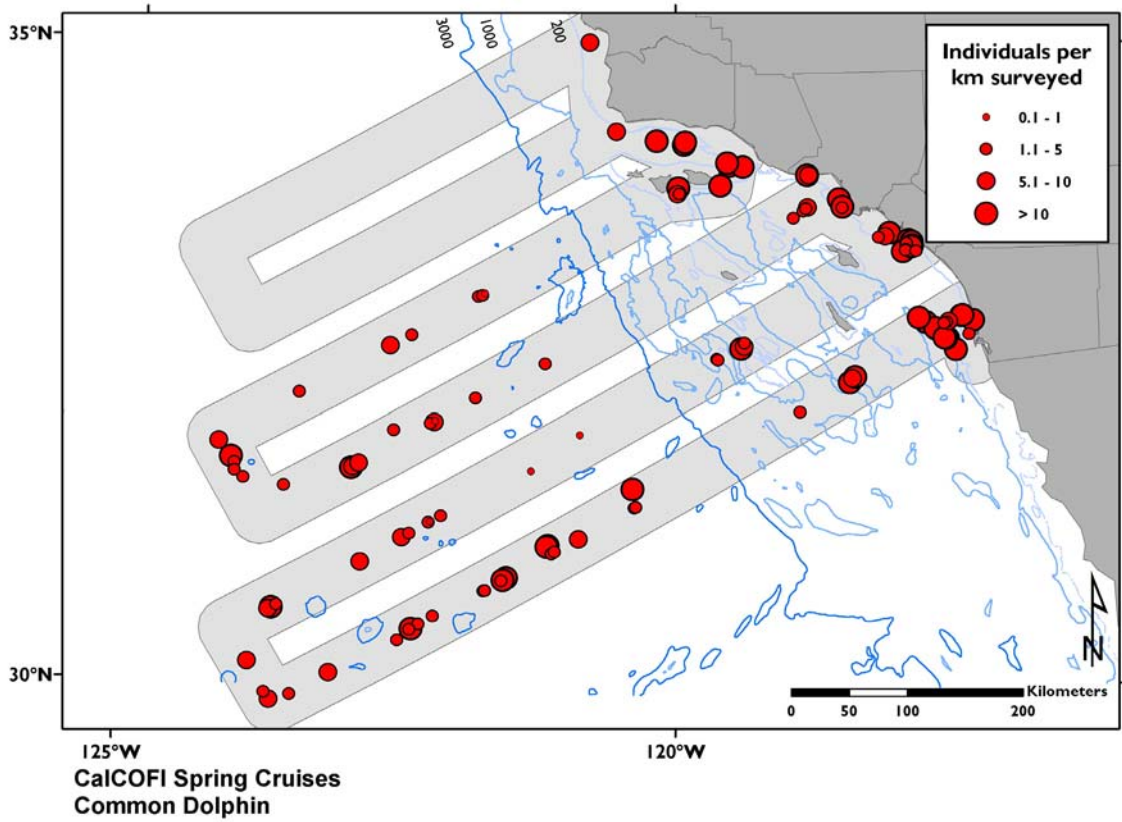 35°N
3000
1000
200
Individuals per
km surveyed
0.1 - 1
1.1 - 5
5.1 - 10
> 10
N
30°N
Kilometers
0 50 100 200
125°W 120°W
CalCOFI Spring Cruises
Common Dolphin